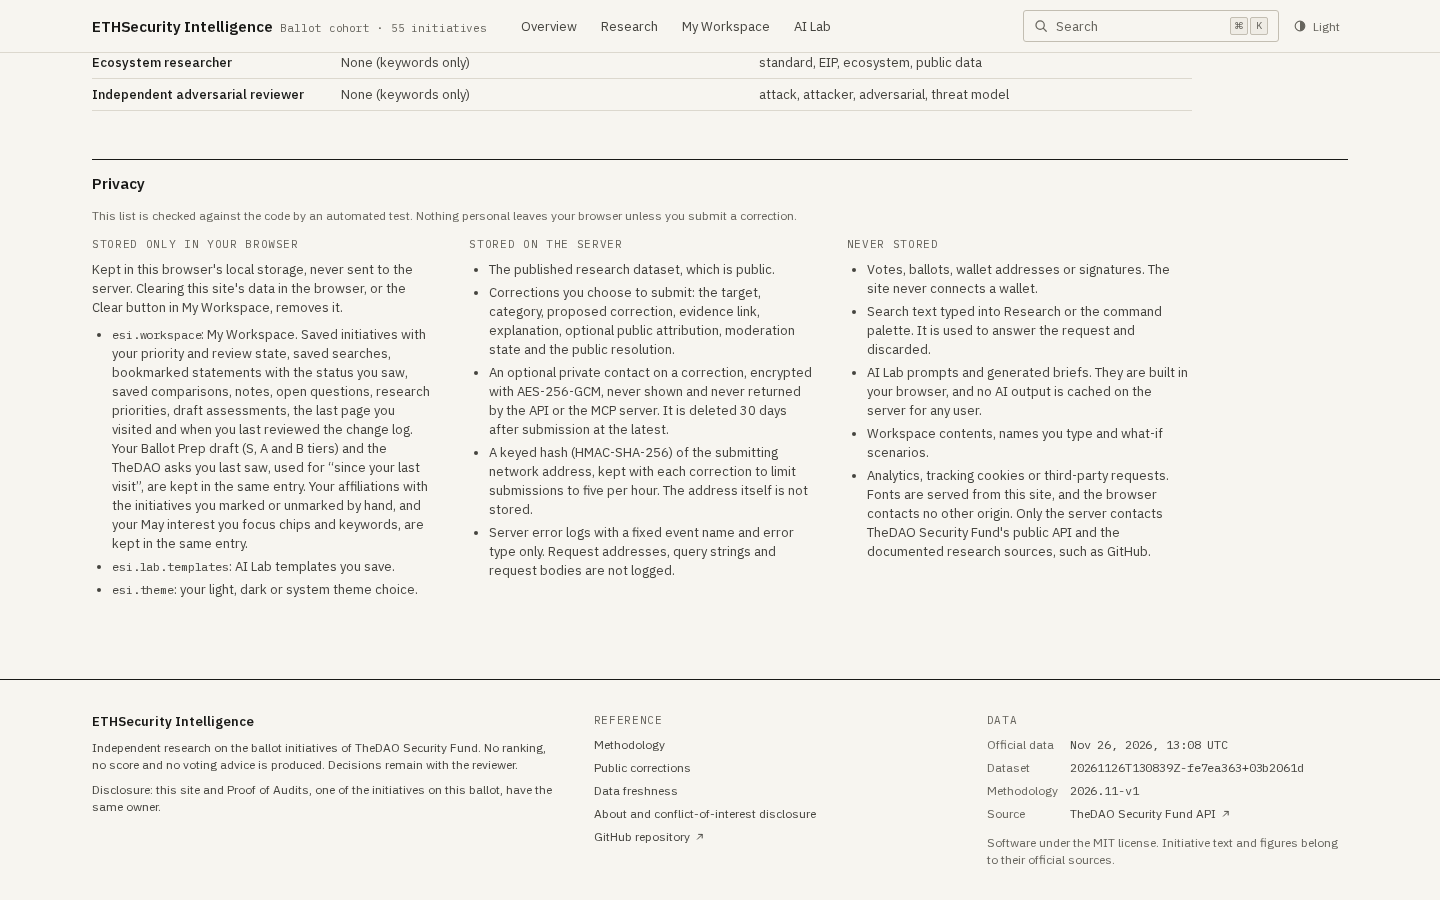 ETHSecurity Intelligence Ballot cohort · 55 initiatives Overview Research My Workspace AI Lab Search ⌘ K Light
Ecosystem researcher None (keywords only) standard, EIP, ecosystem, public data
Independent adversarial reviewer None (keywords only) attack, attacker, adversarial, threat model
Privacy
This list is checked against the code by an automated test. Nothing personal leaves your browser unless you submit a correction.
STORED ONLY IN YOUR BROWSER
Kept in this browser's local storage, never sent to the
server. Clearing this site's data in the browser, or the
Clear button in My Workspace, removes it.
• esi.workspace: My Workspace. Saved initiatives with
your priority and review state, saved searches,
bookmarked statements with the status you saw,
saved comparisons, notes, open questions, research
priorities, draft assessments, the last page you
visited and when you last reviewed the change log.
Your Ballot Prep draft (S, A and B tiers) and the
TheDAO asks you last saw, used for “since your last
visit”, are kept in the same entry. Your affiliations with
the initiatives you marked or unmarked by hand, and
your May interest you focus chips and keywords, are
kept in the same entry.
• esi.lab.templates: AI Lab templates you save.
• esi.theme: your light, dark or system theme choice.
STORED ON THE SERVER
• The published research dataset, which is public.
• Corrections you choose to submit: the target,
category, proposed correction, evidence link,
explanation, optional public attribution, moderation
state and the public resolution.
• An optional private contact on a correction, encrypted
with AES-256-GCM, never shown and never returned
by the API or the MCP server. It is deleted 30 days
after submission at the latest.
• A keyed hash (HMAC-SHA-256) of the submitting
network address, kept with each correction to limit
submissions to five per hour. The address itself is not
stored.
• Server error logs with a fixed event name and error
type only. Request addresses, query strings and
request bodies are not logged.
NEVER STORED
• Votes, ballots, wallet addresses or signatures. The
site never connects a wallet.
• Search text typed into Research or the command
palette. It is used to answer the request and
discarded.
• AI Lab prompts and generated briefs. They are built in
your browser, and no AI output is cached on the
server for any user.
• Workspace contents, names you type and what-if
scenarios.
• Analytics, tracking cookies or third-party requests.
Fonts are served from this site, and the browser
contacts no other origin. Only the server contacts
TheDAO Security Fund's public API and the
documented research sources, such as GitHub.
ETHSecurity Intelligence
Independent research on the ballot initiatives of TheDAO Security Fund. No ranking,
no score and no voting advice is produced. Decisions remain with the reviewer.
Disclosure: this site and Proof of Audits, one of the initiatives on this ballot, have the
same owner.
REFERENCE
Methodology
Public corrections
Data freshness
About and conflict-of-interest disclosure
GitHub repository ↗
DATA
Official data Nov 26, 2026, 13:08 UTC
Dataset 20261126T130839Z-fe7ea363+03b2061d
Methodology 2026.11-v1
Source TheDAO Security Fund API ↗
Software under the MIT license. Initiative text and figures belong
to their official sources.